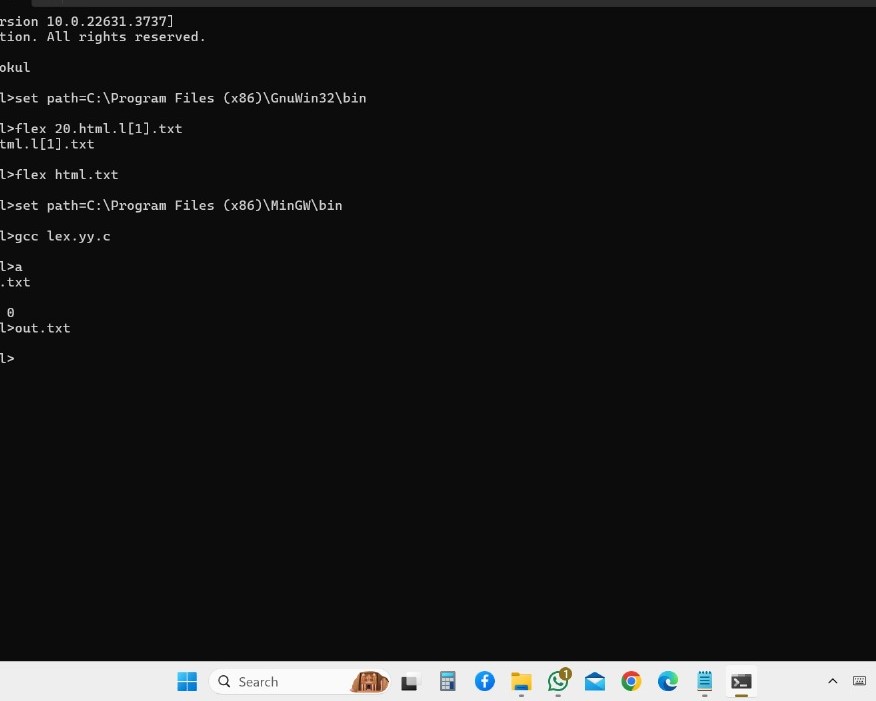 rsion 10.0.22631.3737]
tion. All rights reserved.
okul
l>set path=C:\Program Files (x86)\GnuWin32\bin
l>flex 20.html.l[1].txt
tml.l[1].txt
l>flex html.txt
l>set path=C:\Program Files (x86)\MinGW\bin
l>gcc lex.yy.c
l>a
.txt
0
l>out.txt
l>
Search
1